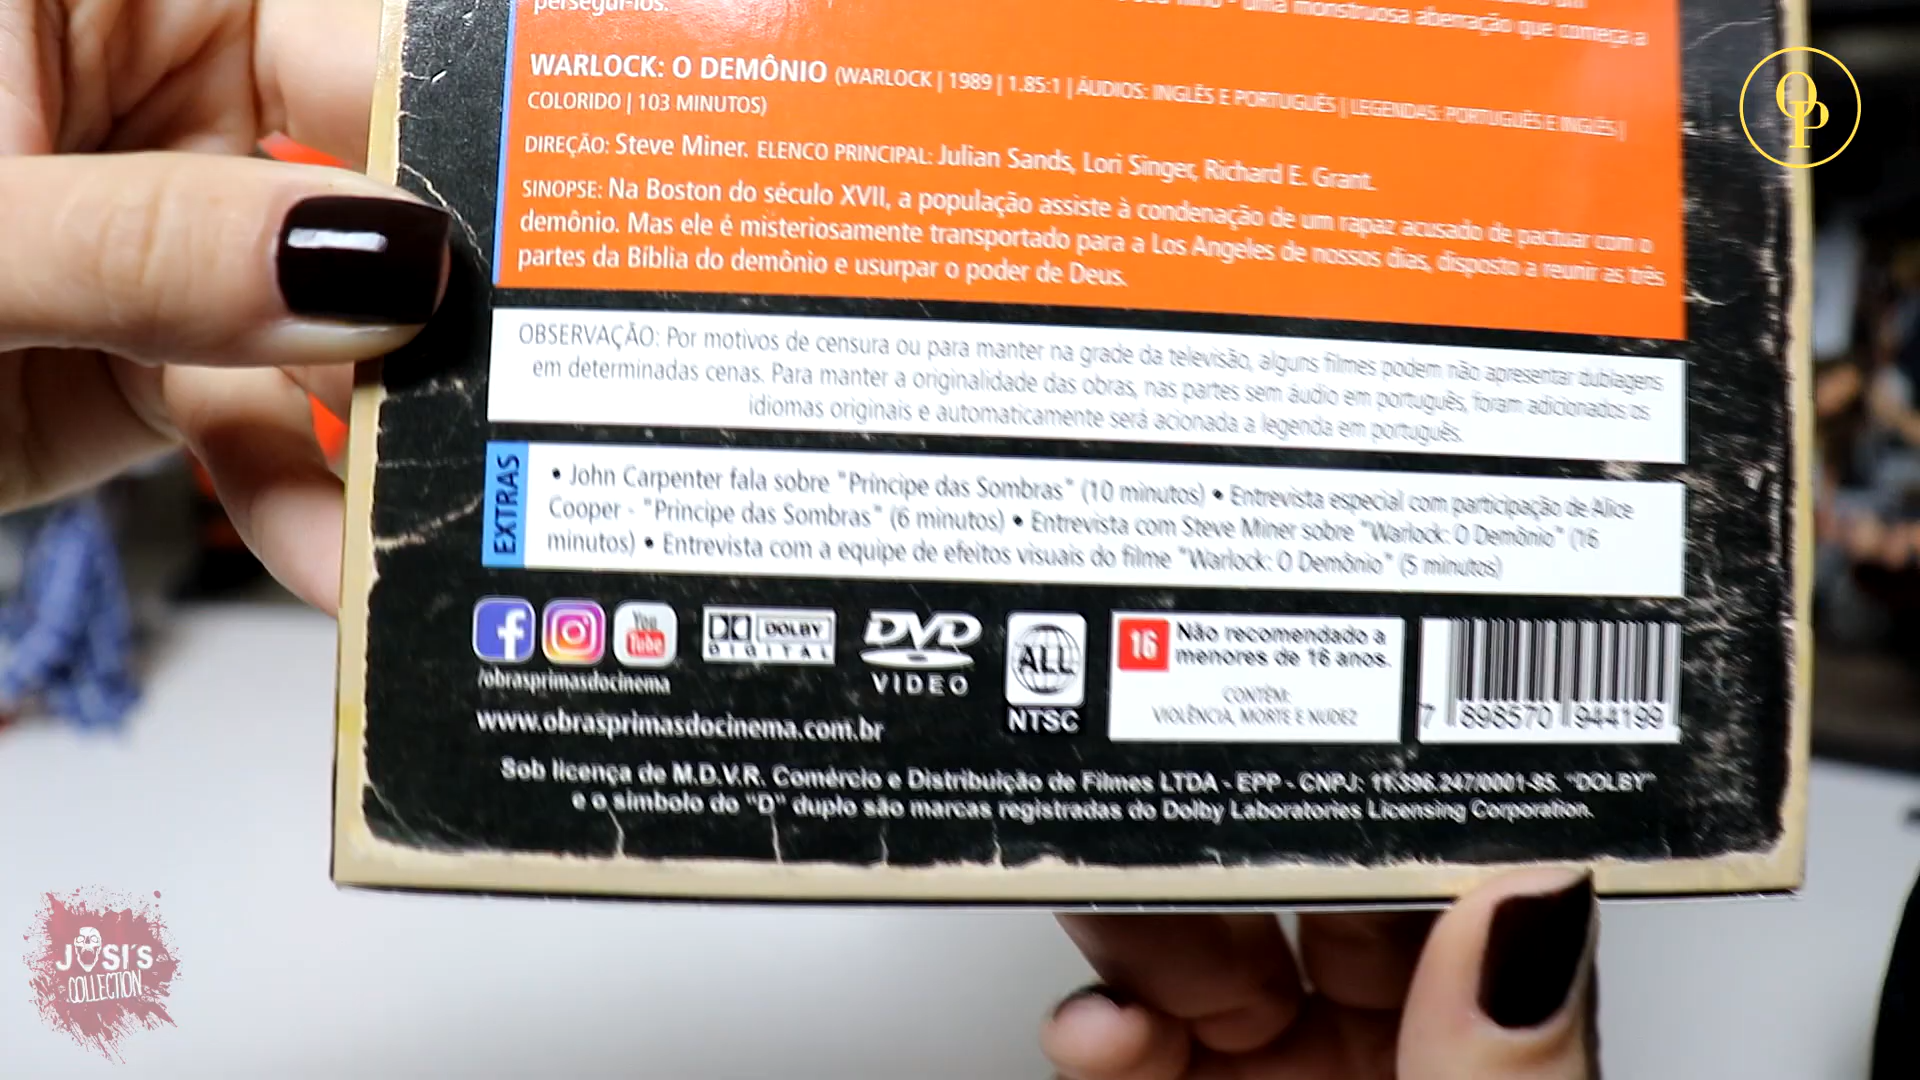 persegui-los.
uma monstruosa aberração que começa a
WARLOCK: O DEMÔNIO (WARLOCK | 1989 | 1.85:1 | ÁUDIOS: INGLÊS E PORTUGUÊS | LEGENDAS: PORTUGUÊS E INGLÊS |
COLORIDO | 103 MINUTOS)
DIREÇÃO: Steve Miner. ELENCO PRINCIPAL: Julian Sands, Lori Singer, Richard E. Grant.
SINOPSE: Na Boston do século XVII, a população assiste à condenação de um rapaz acusado de pactuar com o
demônio. Mas ele é misteriosamente transportado para a Los Angeles de nossos dias, disposto a reunir as três
partes da Bíblia do demônio e usurpar o poder de Deus.
OBSERVAÇÃO: Por motivos de censura ou para manter na grade da televisão, alguns filmes podem não apresentar dublagens
em determinadas cenas. Para manter a originalidade das obras, nas partes sem áudio em português, foram adicionados os
idiomas originais e automaticamente será acionada a legenda em português.
EXTRAS
• John Carpenter fala sobre "Príncipe das Sombras" (10 minutos) • Entrevista especial com participação de Alice
Cooper - "Príncipe das Sombras" (6 minutos) • Entrevista com Steve Miner sobre "Warlock: O Demônio" (16
minutos) • Entrevista com a equipe de efeitos visuais do filme "Warlock: O Demônio" (5 minutos)
You
Tube
DOLBY
DIGITAL
DVD
VIDEO
ALL
NTSC
16
Não recomendado a
menores de 16 anos.
CONTÉM:
VIOLÊNCIA, MORTE E NUDEZ
7 898570 944199
/obrasprimasdocinema
www.obrasprimasdocinema.com.br
Sob licença de M.D.V.R. Comércio e Distribuição de Filmes LTDA - EPP - CNPJ: 11.396.247/0001-95. "DOLBY"
e o símbolo do "D" duplo são marcas registradas do Dolby Laboratories Licensing Corporation.
OP
JOSI'S
COLLECTION